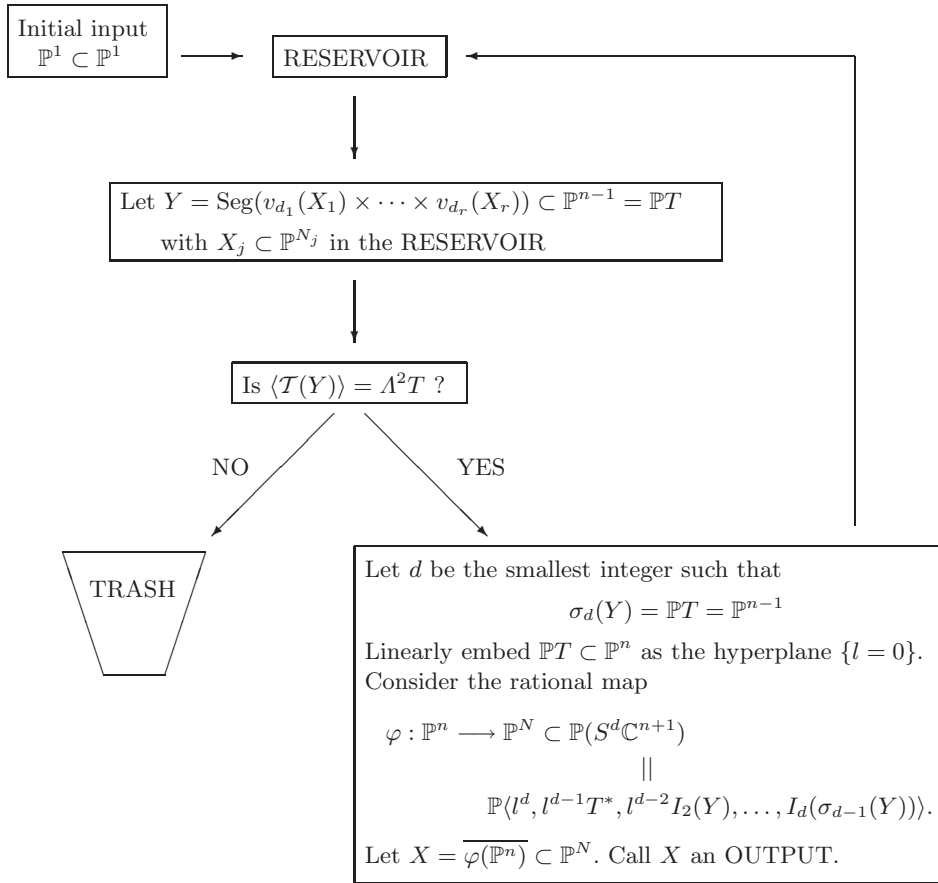 Initial input
ℙ¹ ⊂ ℙ¹
RESERVOIR
Let Y = Seg(v_{d_1}(X_1) × ⋯ × v_{d_r}(X_r)) ⊂ ℙ^{n−1} = ℙT
with X_j ⊂ ℙ^{N_j} in the RESERVOIR
Is ⟨𝒯(Y)⟩ = Λ²T ?
NO
YES
TRASH
Let d be the smallest integer such that
σ_d(Y) = ℙT = ℙ^{n−1}
Linearly embed ℙT ⊂ ℙ^n as the hyperplane {l = 0}.
Consider the rational map
φ : ℙ^n ⟶ ℙ^N ⊂ ℙ(S^dℂ^{n+1})
||
ℙ⟨l^d, l^{d−1}T^*, l^{d−2}I_2(Y), . . . , I_d(σ_{d−1}(Y))⟩.
Let X = \overline{φ(ℙ^n)} ⊂ ℙ^N. Call X an OUTPUT.